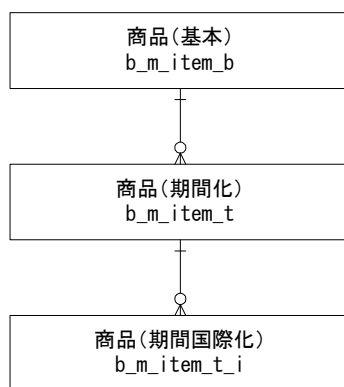 商品(基本)
b_m_item_b
商品(期間化)
b_m_item_t
商品(期間国際化)
b_m_item_t_i